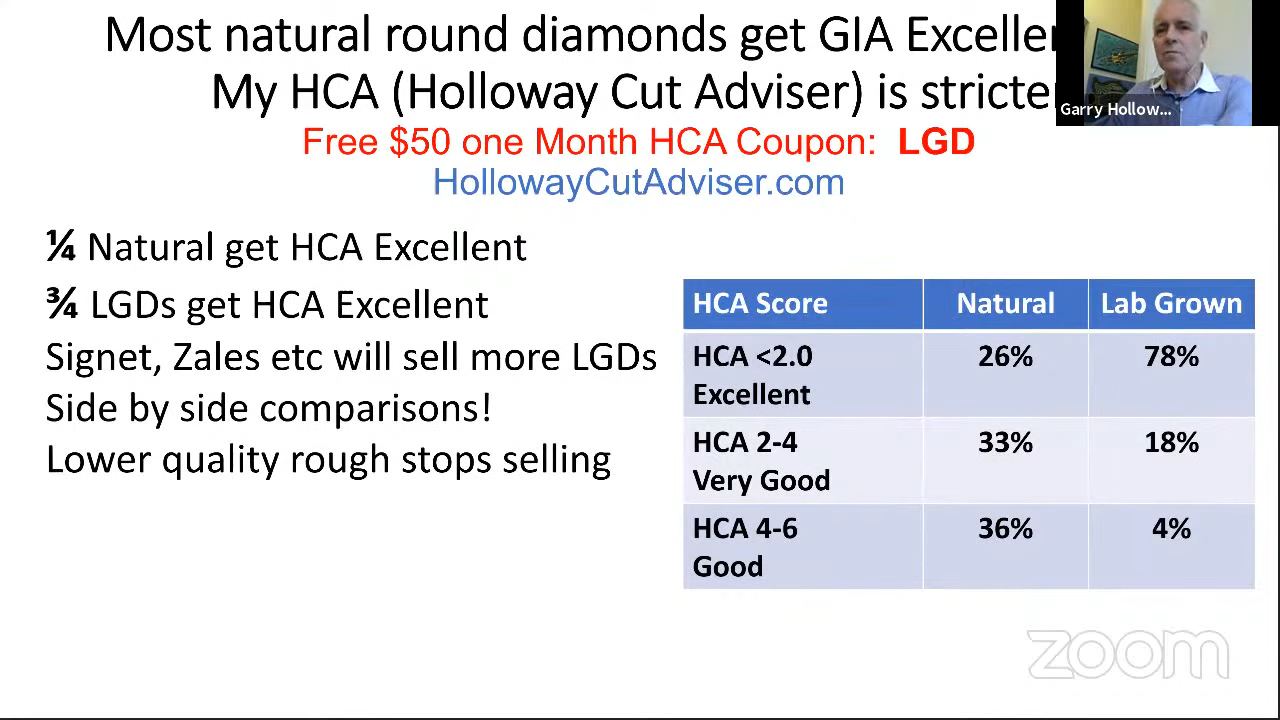 Most natural round diamonds get GIA
My HCA (Holloway Cut Adviser) is stricter
Garry Hollow...
Free $50 one Month HCA Coupon: LGD
HollowayCutAdviser.com
¼ Natural get HCA Excellent
¾ LGDs get HCA Excellent
Signet, Zales etc will sell more LGDs
Side by side comparisons!
Lower quality rough stops selling
HCA Score Natural Lab Grown
HCA <2.0 26% 78%
Excellent
HCA 2-4 33% 18%
Very Good
HCA 4-6 36% 4%
Good
zoom